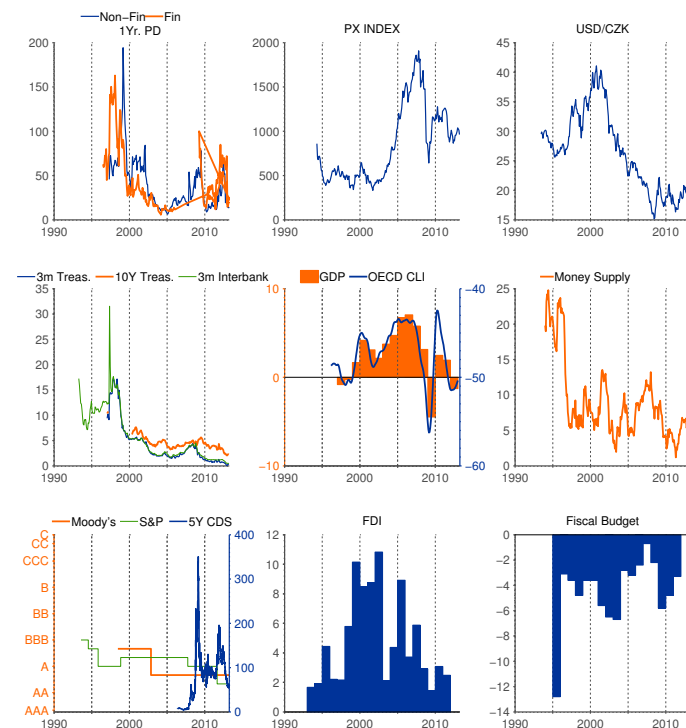 Non-Fin Fin
1Yr. PD
200
150
100
50
0
1990 2000 2010
PX INDEX
2000
1500
1000
500
0
1990 2000 2010
USD/CZK
45
40
35
30
25
20
15
1990 2000 2010
3m Treas. 10Y Treas. 3m Interbank
35
30
25
20
15
10
5
0
1990 2000 2010
GDP OECD CLI
10 −40
0 −50
−10 −60
1990 2000 2010
Money Supply
25
20
15
10
5
0
1990 2000 2010
Moody's S&P 5Y CDS
C 400
CC
CCC
300
B
BB
200
BBB
A 100
AA
AAA 0
1990 2000 2010
FDI
12
10
8
6
4
2
0
1990 2000 2010
Fiscal Budget
0
−2
−4
−6
−8
−10
−12
−14
1990 2000 2010